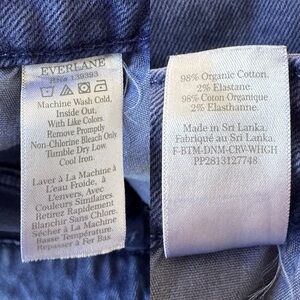 EVERLANE
RN# 139393
Machine Wash Cold,
Inside Out,
With Like Colors.
Remove Promptly
Non-Chlorine Bleach Only.
Tumble Dry Low.
Cool Iron.
Laver à La Machine à
L'eau Froide, à
L'envers, Avec
Couleurs Similaires.
Retirez Rapidement
Blanchir Sans Chlore.
Sécher à La Machine
Basse Température.
Repasser à Fer Bas.
98% Organic Cotton.
2% Elastane.
98% Coton Organique
2% Elasthanne.
Made in Sri Lanka.
Fabriqué au Sri Lanka.
F-BTM-DNM-CRV-WHGH
PP2813127748